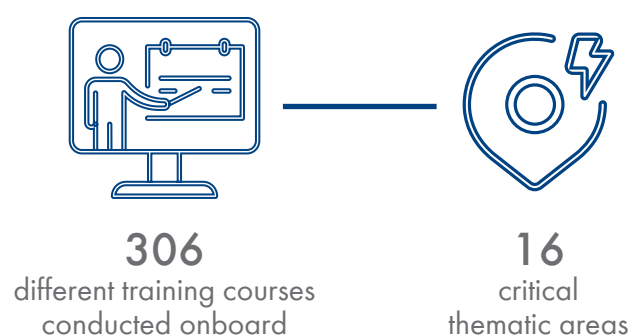 306
different training courses
conducted onboard
16
critical
thematic areas